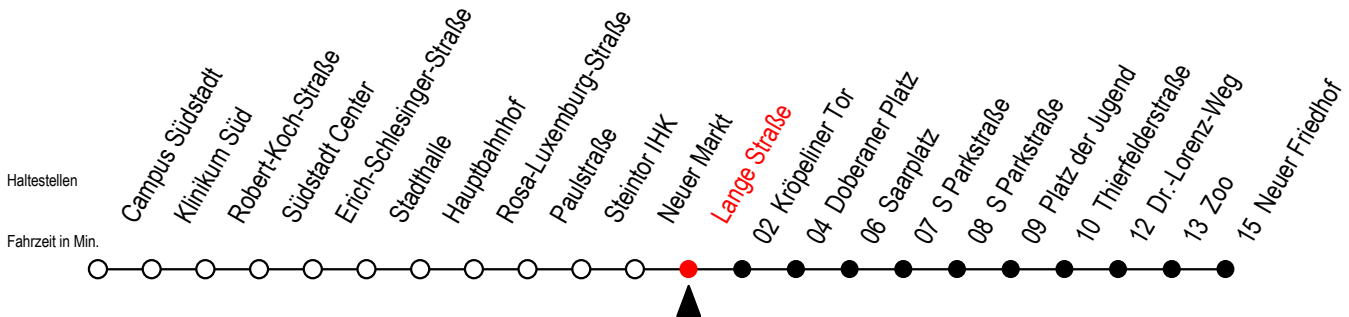 Haltestellen
Campus Südstadt
Klinikum Süd
Robert-Koch-Straße
Südstadt Center
Erich-Schlesinger-Straße
Stadthalle
Hauptbahnhof
Rosa-Luxemburg-Straße
Paulstraße
Steintor IHK
Neuer Markt
Lange Straße
Fahrzeit in Min.
02 Kröpeliner Tor
04 Doberaner Platz
06 Saarplatz
07 S Parkstraße
08 S Parkstraße
09 Platz der Jugend
10 Thierfelderstraße
12 Dr.-Lorenz-Weg
13 Zoo
15 Neuer Friedhof